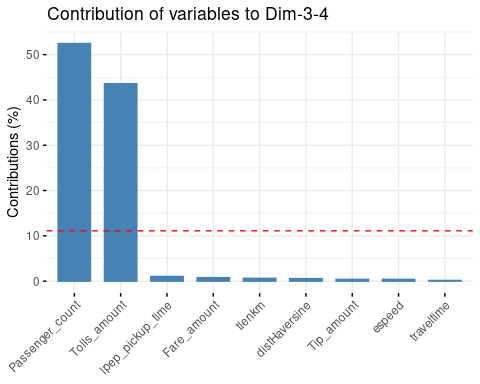 Contribution of variables to Dim-3-4
Contributions (%)
50
40
30
20
10
0
Passenger_count
Tolls_amount
lpep_pickup_time
Fare_amount
tlenkm
distHaversine
Tip_amount
espeed
traveltime